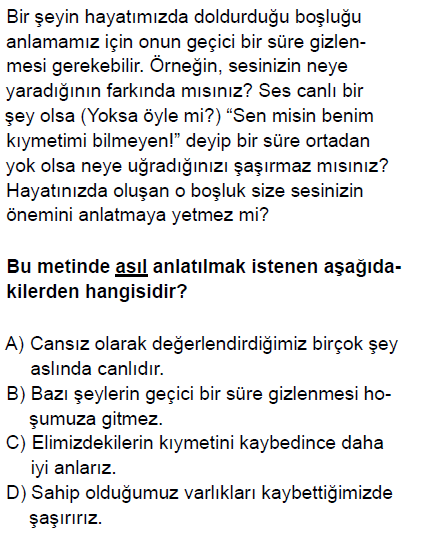 Bir şeyin hayatımızda doldurduğu boşluğu
anlamamız için onun geçici bir süre gizlen-
mesi gerekebilir. Örneğin, sesinizin neye
yaradığının farkında mısınız? Ses canlı bir
şey olsa (Yoksa öyle mi?) “Sen misin benim
kıymetimi bilmeyen!” deyip bir süre ortadan
yok olsa neye uğradığınızı şaşırmaz mısınız?
Hayatınızda oluşan o boşluk size sesinizin
önemini anlatmaya yetmez mi?
Bu metinde asıl anlatılmak istenen aşağıda-
kilerden hangisidir?
A) Cansız olarak değerlendirdiğimiz birçok şey
aslında canlıdır.
B) Bazı şeylerin geçici bir süre gizlenmesi ho-
şumuza gitmez.
C) Elimizdekilerin kıymetini kaybedince daha
iyi anlarız.
D) Sahip olduğumuz varlıkları kaybettiğimizde
şaşırırız.